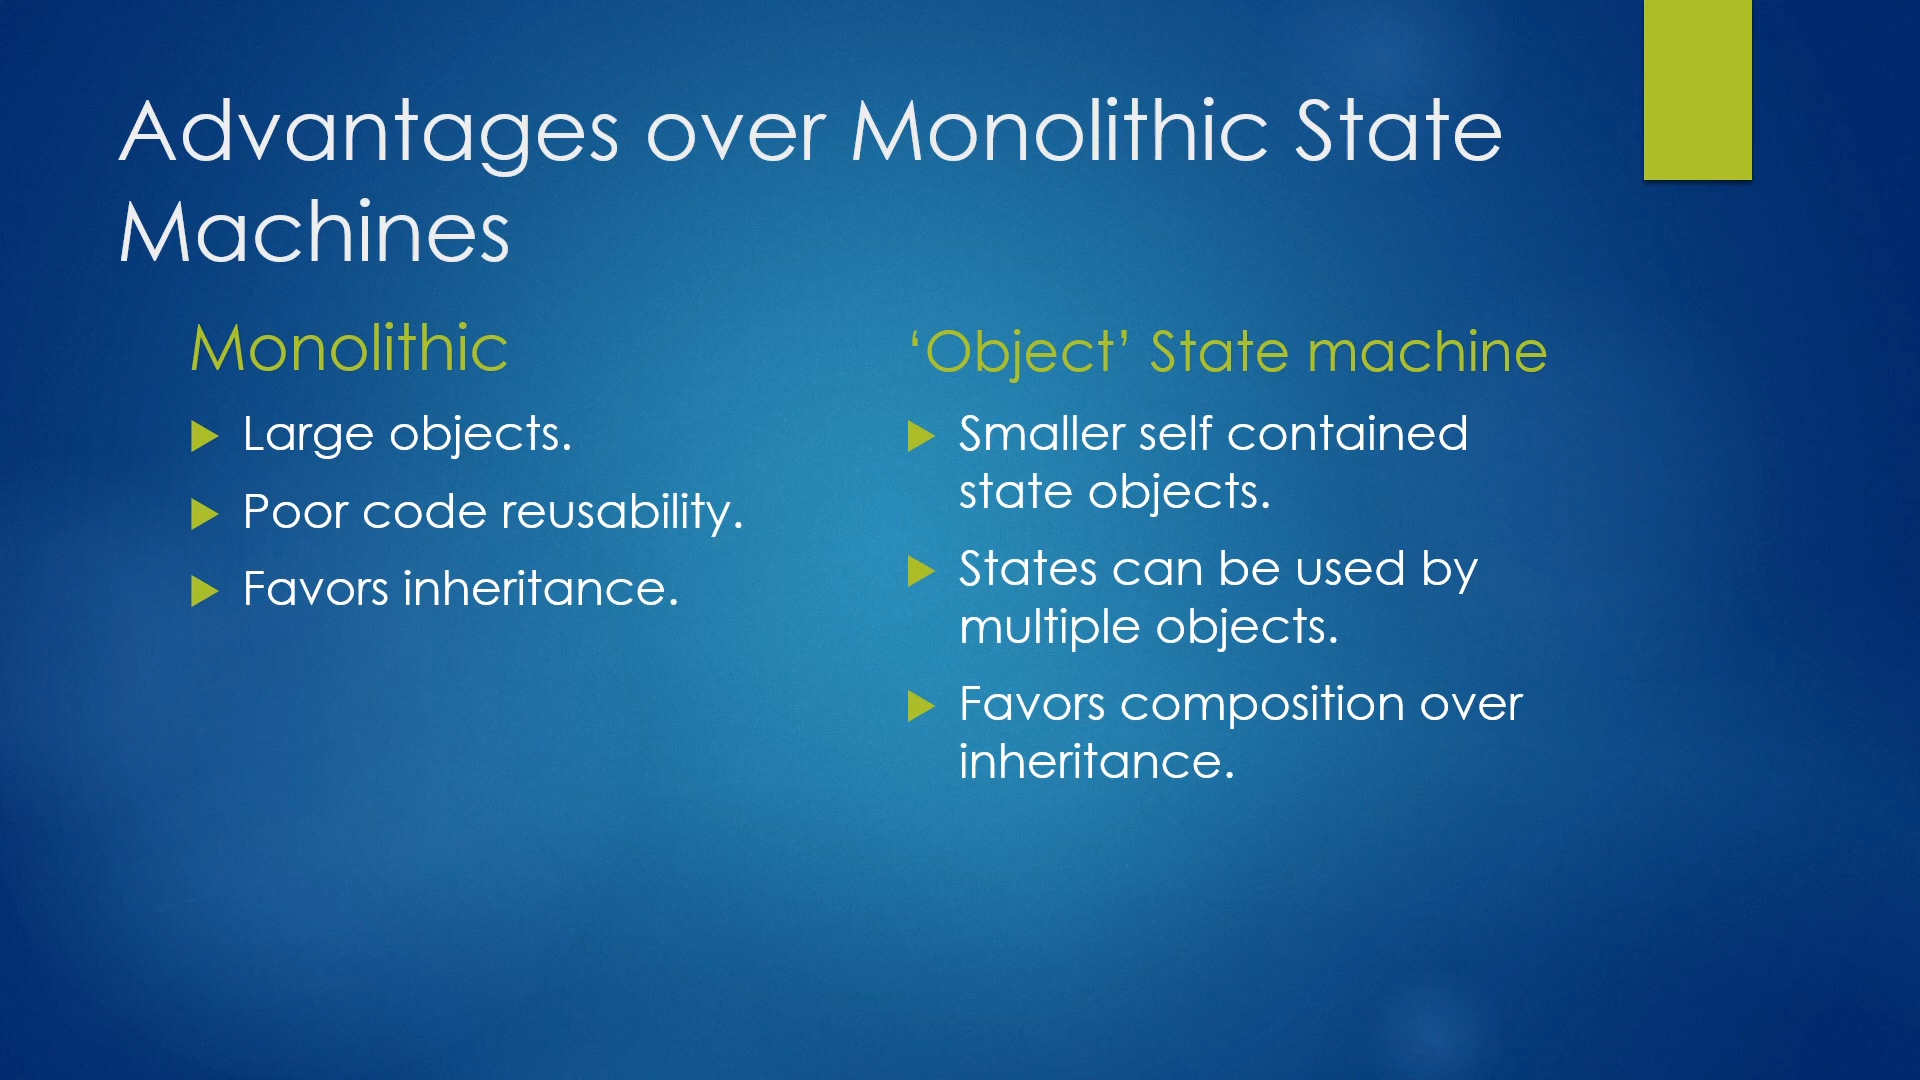 Advantages over Monolithic State
Machines
Monolithic
Large objects.
Poor code reusability.
Favors inheritance.
‘Object’ State machine
Smaller self contained
state objects.
States can be used by
multiple objects.
Favors composition over
inheritance.